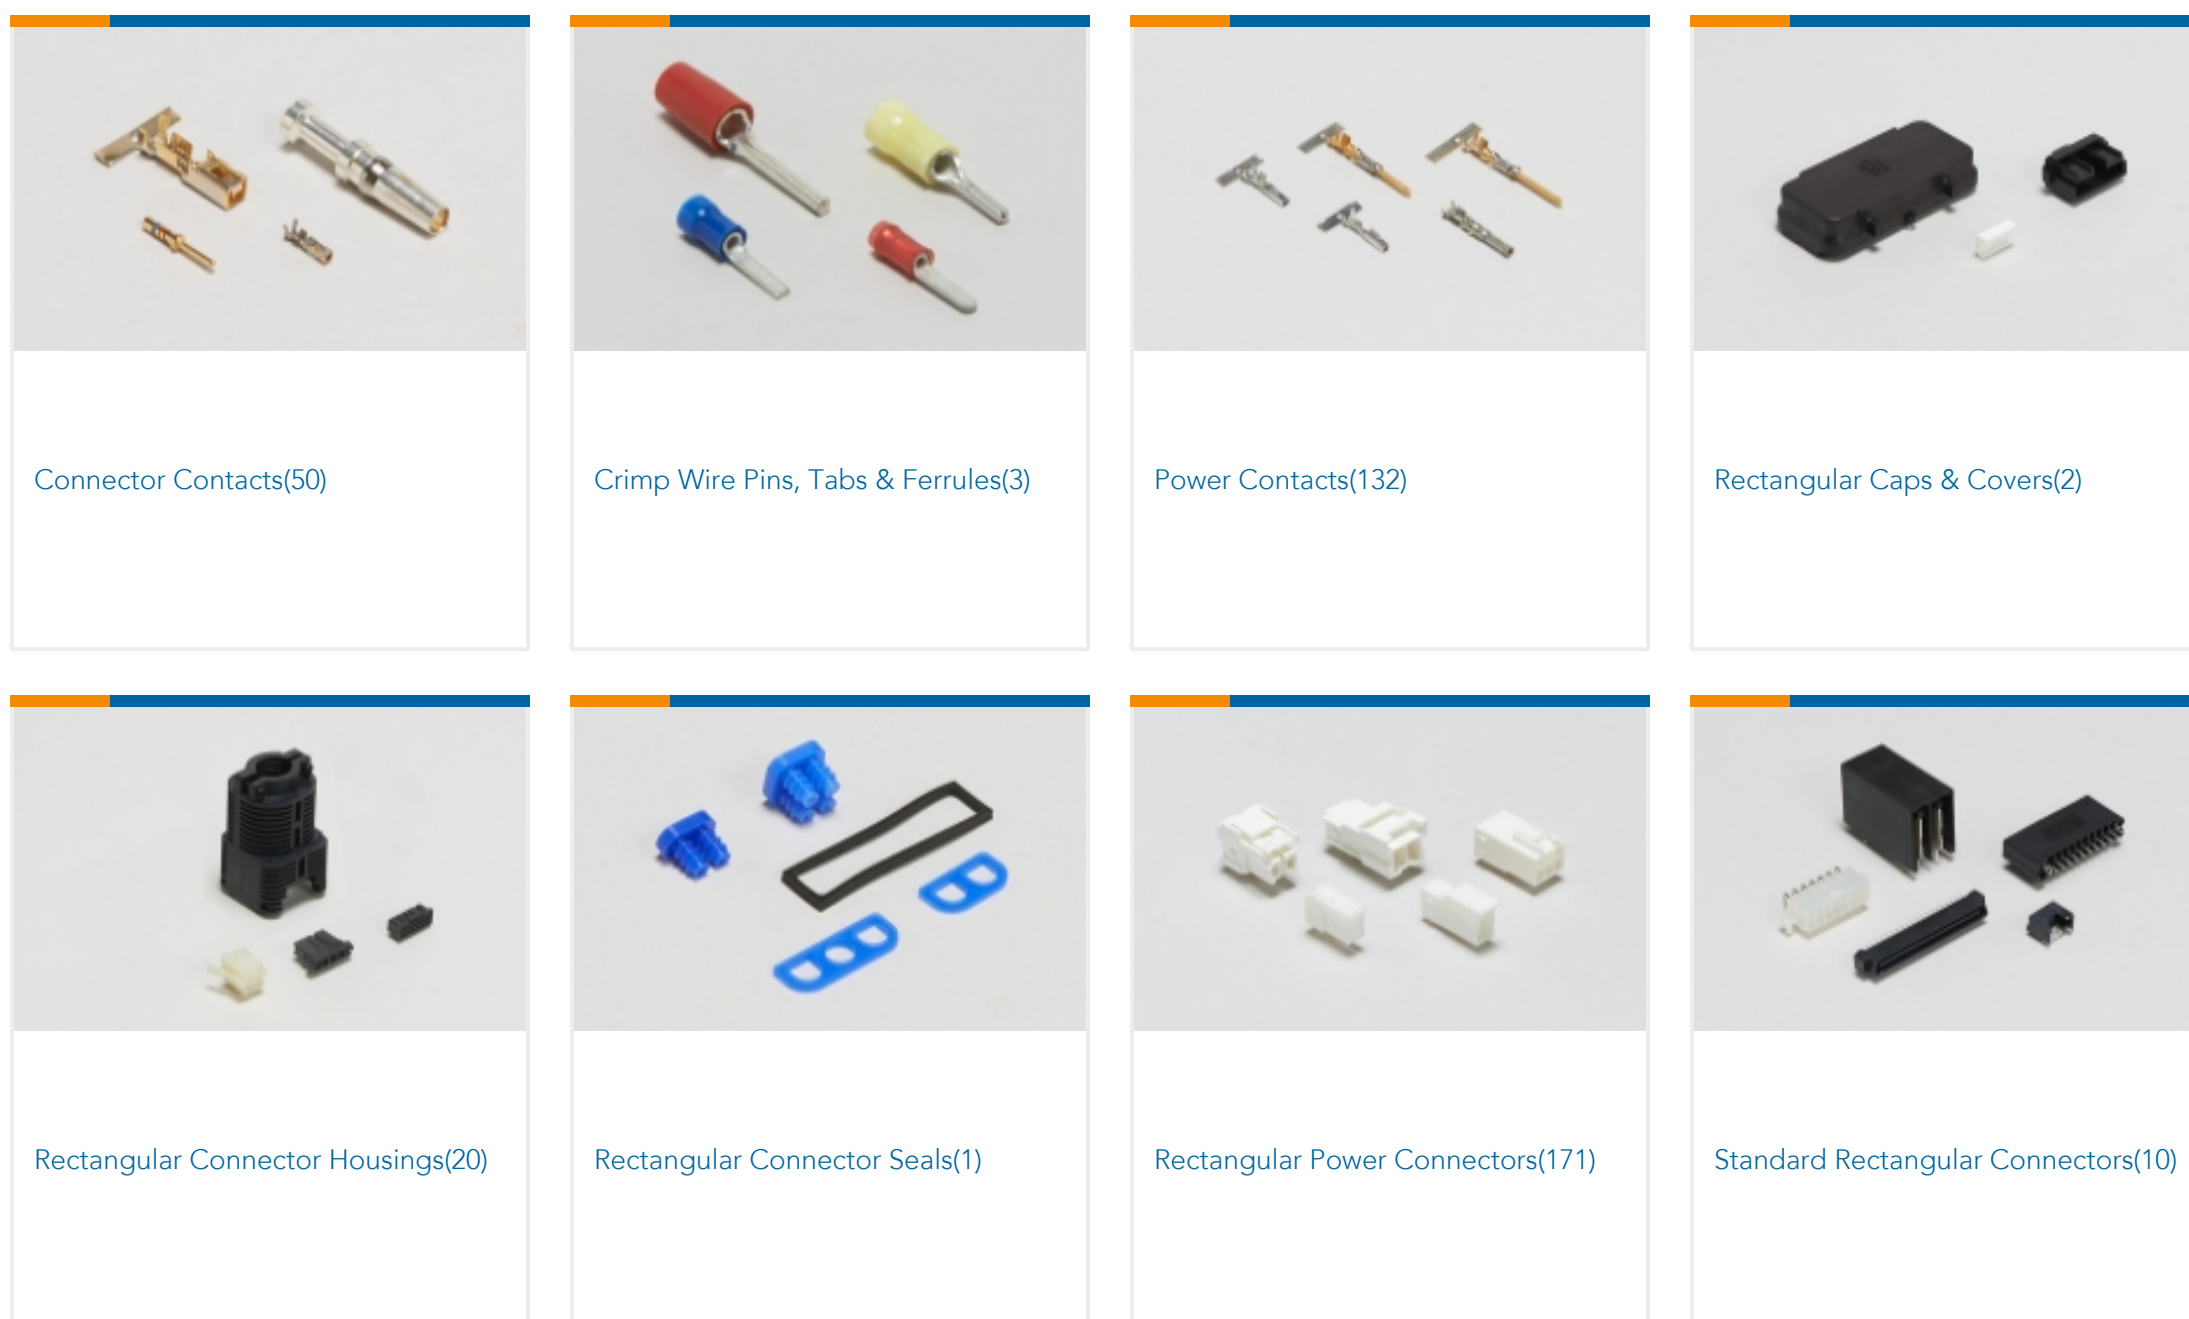 Connector Contacts(50)
Crimp Wire Pins, Tabs & Ferrules(3)
Power Contacts(132)
Rectangular Caps & Covers(2)
Rectangular Connector Housings(20)
Rectangular Connector Seals(1)
Rectangular Power Connectors(171)
Standard Rectangular Connectors(10)